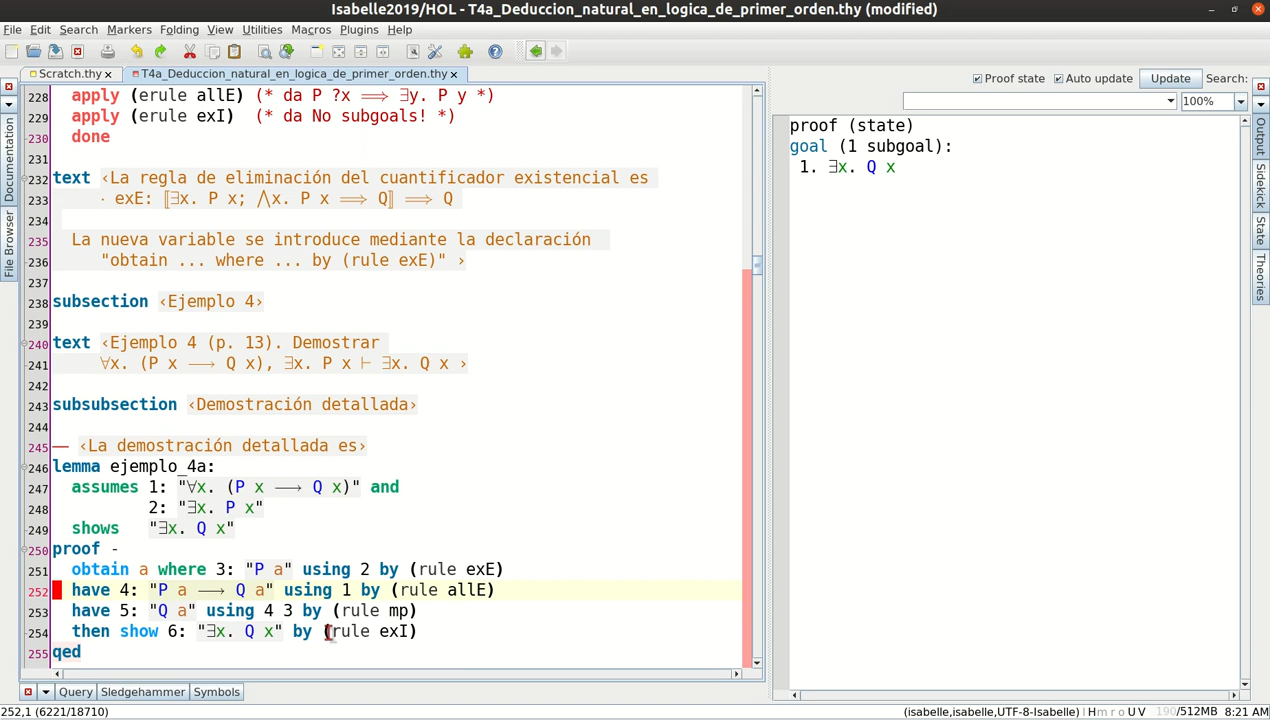 Isabelle2019/HOL - T4a_Deduccion_natural_en_logica_de_primer_orden.thy (modified)
File Edit Search Markers Folding View Utilities Macros Plugins Help
Scratch.thy T4a_Deduccion_natural_en_logica_de_primer_orden.thy
Proof state Auto update Update Search:
100%
228 apply (erule allE) (* da P ?x ⟹ ∃y. P y *)
229 apply (erule exI) (* da No subgoals! *)
230 done
231
232 text ‹La regla de eliminación del cuantificador existencial es
233 · exE: ⟦∃x. P x; ⋀x. P x ⟹ Q⟧ ⟹ Q
234
235 La nueva variable se introduce mediante la declaración
236 "obtain ... where ... by (rule exE)" ›
237
238 subsection ‹Ejemplo 4›
239
240 text ‹Ejemplo 4 (p. 13). Demostrar
241 ∀x. (P x ⟶ Q x), ∃x. P x ⊢ ∃x. Q x ›
242
243 subsubsection ‹Demostración detallada›
244
245 — ‹La demostración detallada es›
246 lemma ejemplo_4a:
247 assumes 1: "∀x. (P x ⟶ Q x)" and
248 2: "∃x. P x"
249 shows "∃x. Q x"
250 proof -
251 obtain a where 3: "P a" using 2 by (rule exE)
252 have 4: "P a ⟶ Q a" using 1 by (rule allE)
253 have 5: "Q a" using 4 3 by (rule mp)
254 then show 6: "∃x. Q x" by (rule exI)
255 qed
proof (state)
goal (1 subgoal):
1. ∃x. Q x
Documentation
File Browser
Output
Sidekick
State
Theories
Query Sledgehammer Symbols
252,1 (6221/18710)
(isabelle,isabelle,UTF-8-Isabelle) | H m r o U V 190/512MB 8:21 AM